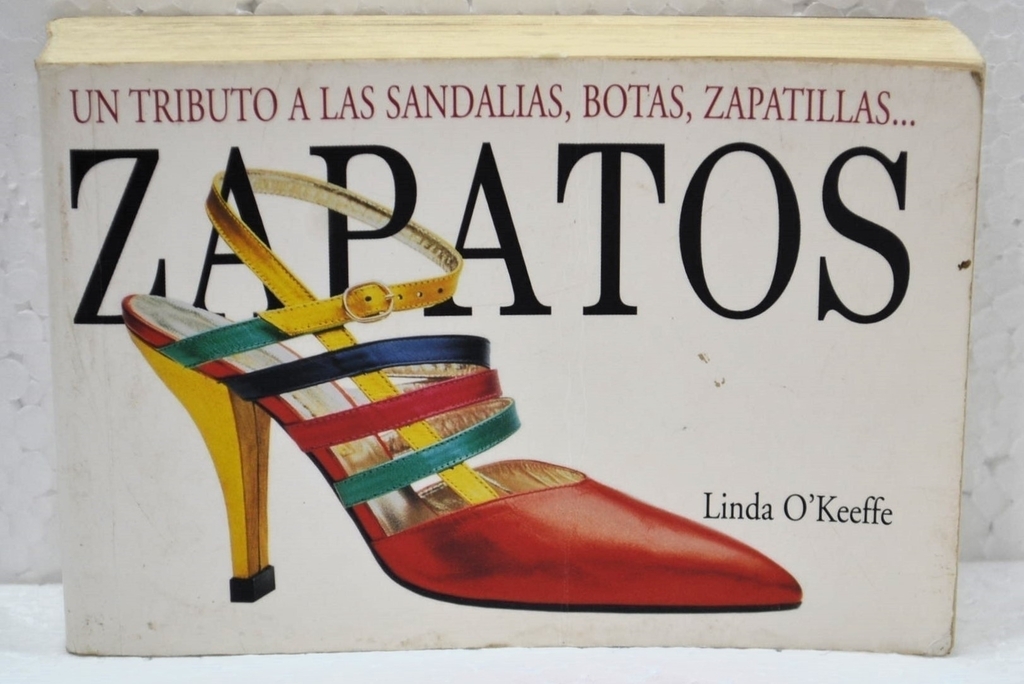 UN TRIBUTO A LAS SANDALIAS, BOTAS, ZAPATILLAS...
ZAPATOS
Linda O'Keeffe